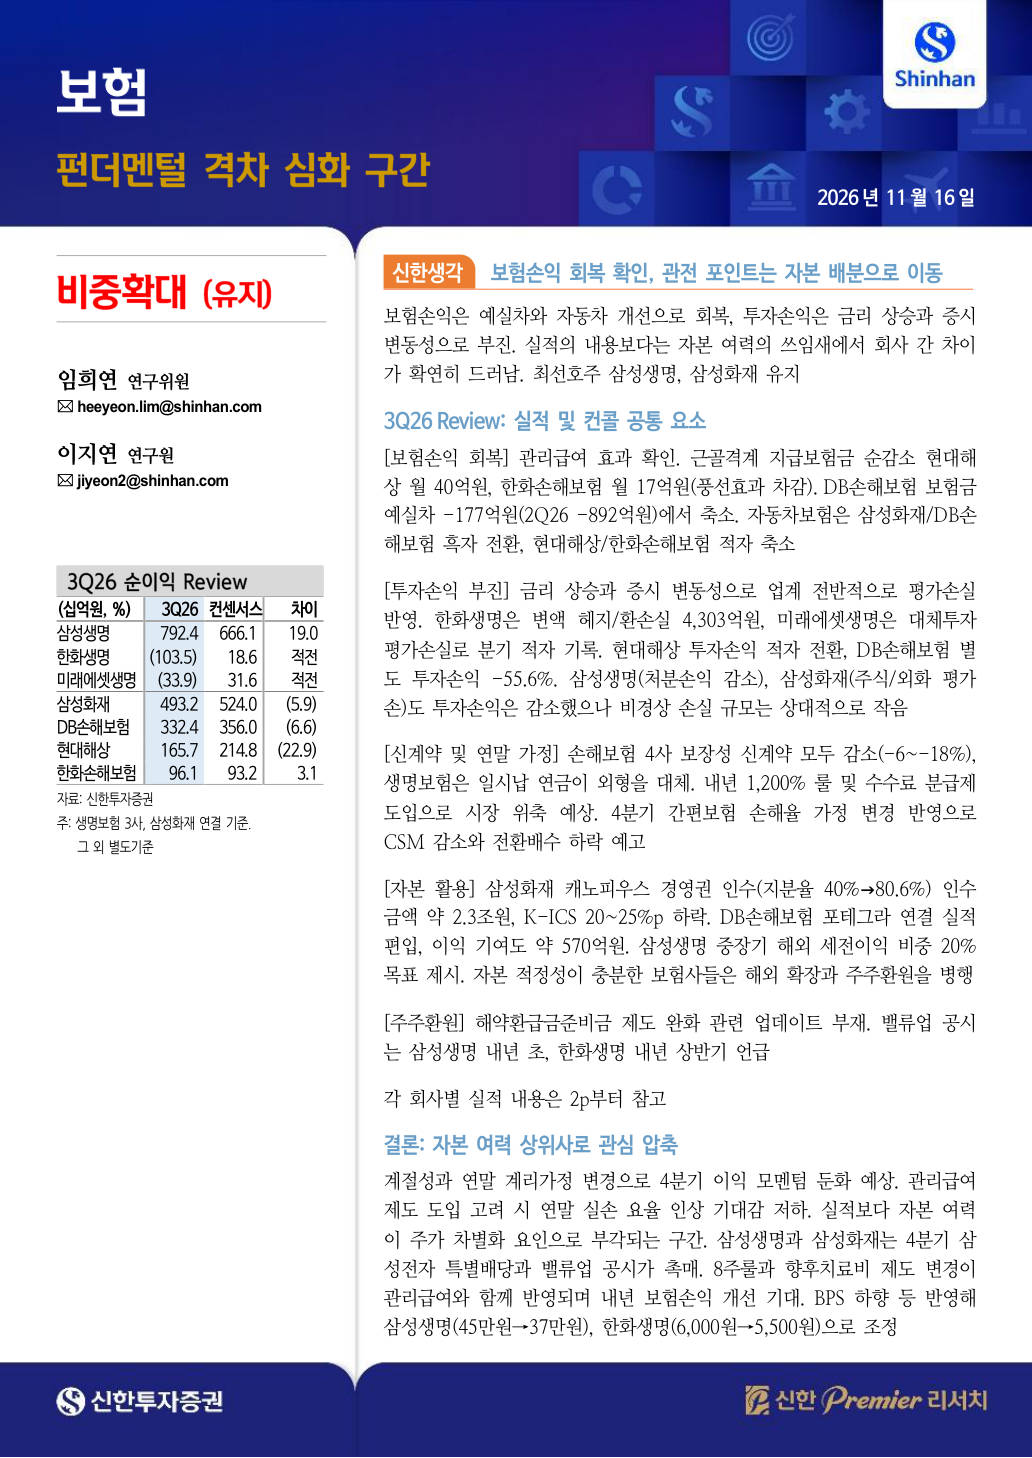 Shinhan
보험
펀더멘털 격차 심화 구간
2026년 11월 16일
비중확대 (유지)
임희연 연구위원
heeyeon.lim@shinhan.com
이지연 연구원
jiyeon2@shinhan.com
3Q26 순이익 Review
(십억원, %) 3Q26 컨센서스 차이
삼성생명 792.4 666.1 19.0
한화생명 (103.5) 18.6 적전
미래에셋생명 (33.9) 31.6 적전
삼성화재 493.2 524.0 (5.9)
DB손해보험 332.4 356.0 (6.6)
현대해상 165.7 214.8 (22.9)
한화손해보험 96.1 93.2 3.1
자료: 신한투자증권
주: 생명보험 3사, 삼성화재 연결 기준.
그 외 별도기준
신한생각 보험손익 회복 확인, 관전 포인트는 자본 배분으로 이동
보험손익은 예실차와 자동차 개선으로 회복, 투자손익은 금리 상승과 증시
변동성으로 부진. 실적의 내용보다는 자본 여력의 쓰임새에서 회사 간 차이
가 확연히 드러남. 최선호주 삼성생명, 삼성화재 유지
3Q26 Review: 실적 및 컨콜 공통 요소
[보험손익 회복] 관리급여 효과 확인. 근골격계 지급보험금 순감소 현대해
상 월 40억원, 한화손해보험 월 17억원(풍선효과 차감). DB손해보험 보험금
예실차 -177억원(2Q26 -892억원)에서 축소. 자동차보험은 삼성화재/DB손
해보험 흑자 전환, 현대해상/한화손해보험 적자 축소
[투자손익 부진] 금리 상승과 증시 변동성으로 업계 전반적으로 평가손실
반영. 한화생명은 변액 헤지/환손실 4,303억원, 미래에셋생명은 대체투자
평가손실로 분기 적자 기록. 현대해상 투자손익 적자 전환, DB손해보험 별
도 투자손익 -55.6%. 삼성생명(처분손익 감소), 삼성화재(주식/외화 평가
손)도 투자손익은 감소했으나 비경상 손실 규모는 상대적으로 작음
[신계약 및 연말 가정] 손해보험 4사 보장성 신계약 모두 감소(-6~-18%),
생명보험은 일시납 연금이 외형을 대체. 내년 1,200% 룰 및 수수료 분급제
도입으로 시장 위축 예상. 4분기 간편보험 손해율 가정 변경 반영으로
CSM 감소와 전환배수 하락 예고
[자본 활용] 삼성화재 캐노피우스 경영권 인수(지분율 40%→80.6%) 인수
금액 약 2.3조원, K-ICS 20~25%p 하락. DB손해보험 포테그라 연결 실적
편입, 이익 기여도 약 570억원. 삼성생명 중장기 해외 세전이익 비중 20%
목표 제시. 자본 적정성이 충분한 보험사들은 해외 확장과 주주환원을 병행
[주주환원] 해약환급금준비금 제도 완화 관련 업데이트 부재. 밸류업 공시
는 삼성생명 내년 초, 한화생명 내년 상반기 언급
각 회사별 실적 내용은 2p부터 참고
결론: 자본 여력 상위사로 관심 압축
계절성과 연말 계리가정 변경으로 4분기 이익 모멘텀 둔화 예상. 관리급여
제도 도입 고려 시 연말 실손 요율 인상 기대감 저하. 실적보다 자본 여력
이 주가 차별화 요인으로 부각되는 구간. 삼성생명과 삼성화재는 4분기 삼
성전자 특별배당과 밸류업 공시가 촉매. 8주룰과 향후치료비 제도 변경이
관리급여와 함께 반영되며 내년 보험손익 개선 기대. BPS 하향 등 반영해
삼성생명(45만원→37만원), 한화생명(6,000원→5,500원)으로 조정
신한투자증권
신한 Premier 리서치